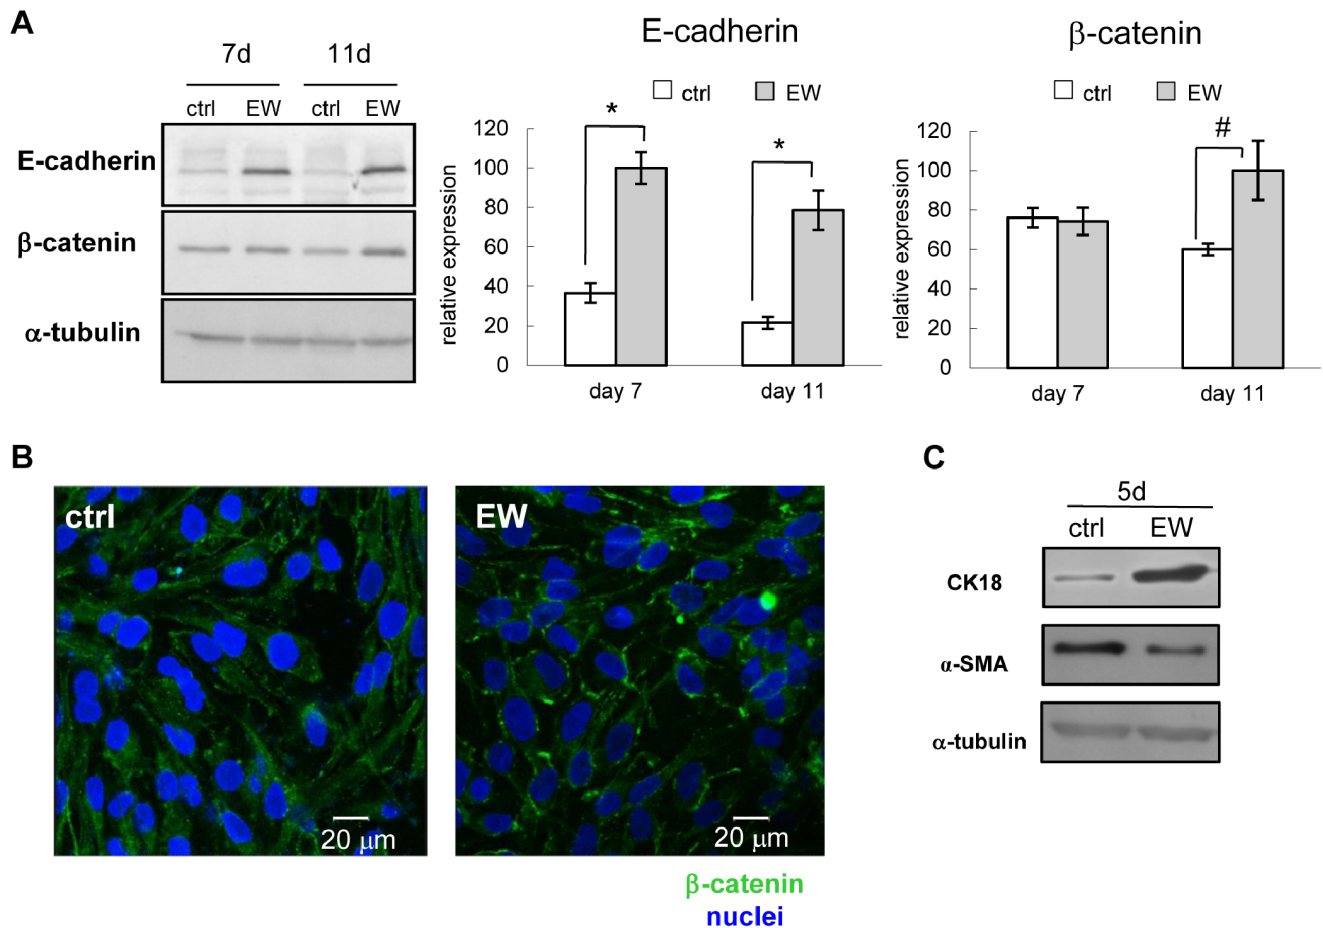 A
7d 11d
ctrl EW ctrl EW
E-cadherin
β-catenin
α-tubulin
E-cadherin
ctrl EW
* *
120
100
80
60
40
20
0
relative expression
day 7 day 11
β-catenin
ctrl EW
#
120
100
80
60
40
20
0
relative expression
day 7 day 11
B
ctrl
20 μm
EW
20 μm
β-catenin
nuclei
C
5d
ctrl EW
CK18
α-SMA
α-tubulin